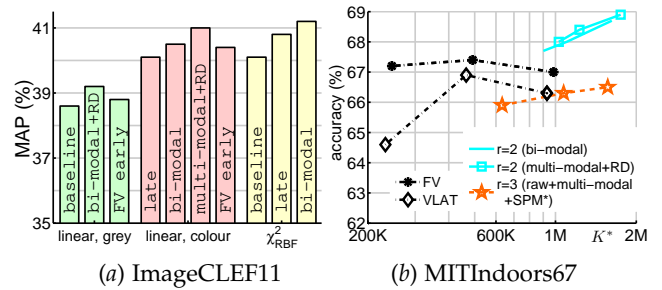 MAP (%)
41
39
37
35
baseline
bi-modal+RD
FV early
late
bi-modal
multi-modal+RD
FV early
baseline
late
bi-modal
linear, grey
linear, colour
χ²RBF
(a) ImageCLEF11
accuracy (%)
69
68
67
66
65
64
63
62
FV
VLAT
r=2 (bi−modal)
r=2 (multi−modal+RD)
r=3 (raw+multi−modal
+SPM*)
200K
600K
1M
K*
2M
(b) MITIndoors67